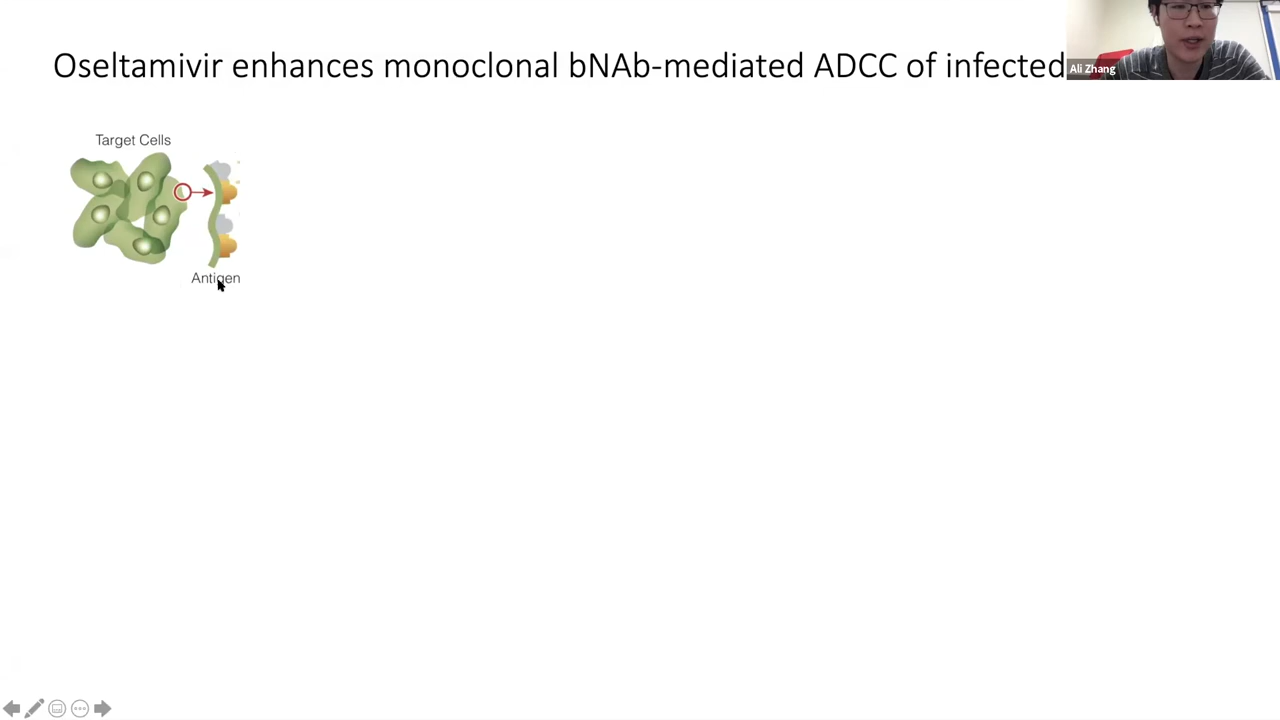 Oseltamivir enhances monoclonal bNAb-mediated ADCC of infected
Ali Zhang
Target Cells
Antigen